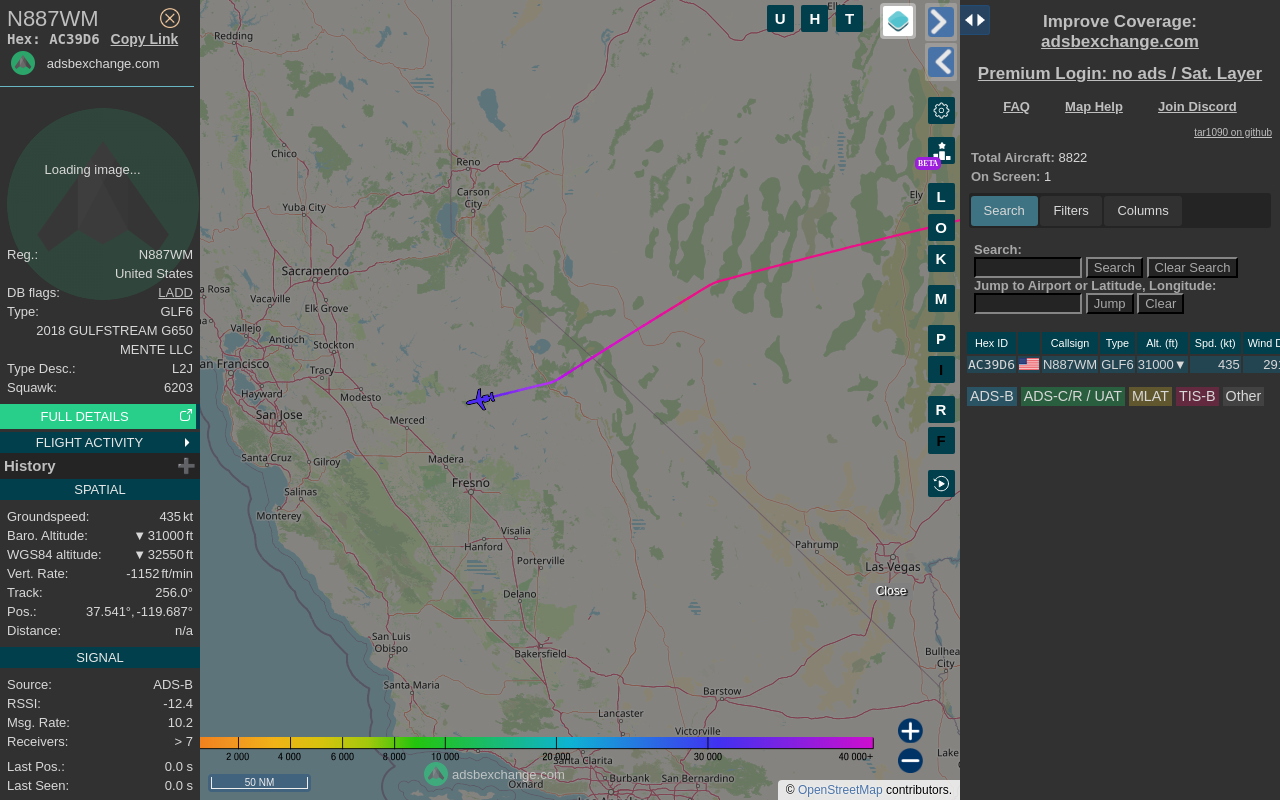 N887WM
Hex: AC39D6 Copy Link
adsbexchange.com
Loading image...
Reg.: N887WM
United States
DB flags: LADD
Type: GLF6
2018 GULFSTREAM G650
MENTE LLC
Type Desc.: L2J
Squawk: 6203
FULL DETAILS
FLIGHT ACTIVITY
History
SPATIAL
Groundspeed: 435 kt
Baro. Altitude: ▼ 31000 ft
WGS84 altitude: ▼ 32550 ft
Vert. Rate: -1152 ft/min
Track: 256.0°
Pos.: 37.541°, -119.687°
Distance: n/a
SIGNAL
Source: ADS-B
RSSI: -12.4
Msg. Rate: 10.2
Receivers: > 7
Last Pos.: 0.0 s
Last Seen: 0.0 s
U H T
BETA
L
O
K
M
P
I
R
F
Redding
Chico
Yuba City
Reno
Carson
City
Ely
Sacramento
a Rosa
Vacaville
Elk Grove
Vallejo
Antioch
Stockton
an Francisco
Tracy
Hayward
Modesto
San Jose
Merced
Santa Cruz
Gilroy
Madera
Salinas
Fresno
Monterey
Visalia
Hanford
Porterville
Delano
Pahrump
Las Vegas
Close
San Luis
Obispo
Bakersfield
Bullhea
City
Santa Maria
Barstow
Lancaster
Victorville
Lake
Santa Clarita
Oxnard
Burbank
San Bernardino
2 000 4 000 6 000 8 000 10 000 20 000 30 000 40 000+
50 NM
adsbexchange.com
© OpenStreetMap contributors.
Improve Coverage:
adsbexchange.com
Premium Login: no ads / Sat. Layer
FAQ Map Help Join Discord
tar1090 on github
Total Aircraft: 8822
On Screen: 1
Search Filters Columns
Search:
Search Clear Search
Jump to Airport or Latitude, Longitude:
Jump Clear
Hex ID Callsign Type Alt. (ft) Spd. (kt) Wind D
AC39D6 N887WM GLF6 31000▼ 435 291
ADS-B ADS-C/R / UAT MLAT TIS-B Other